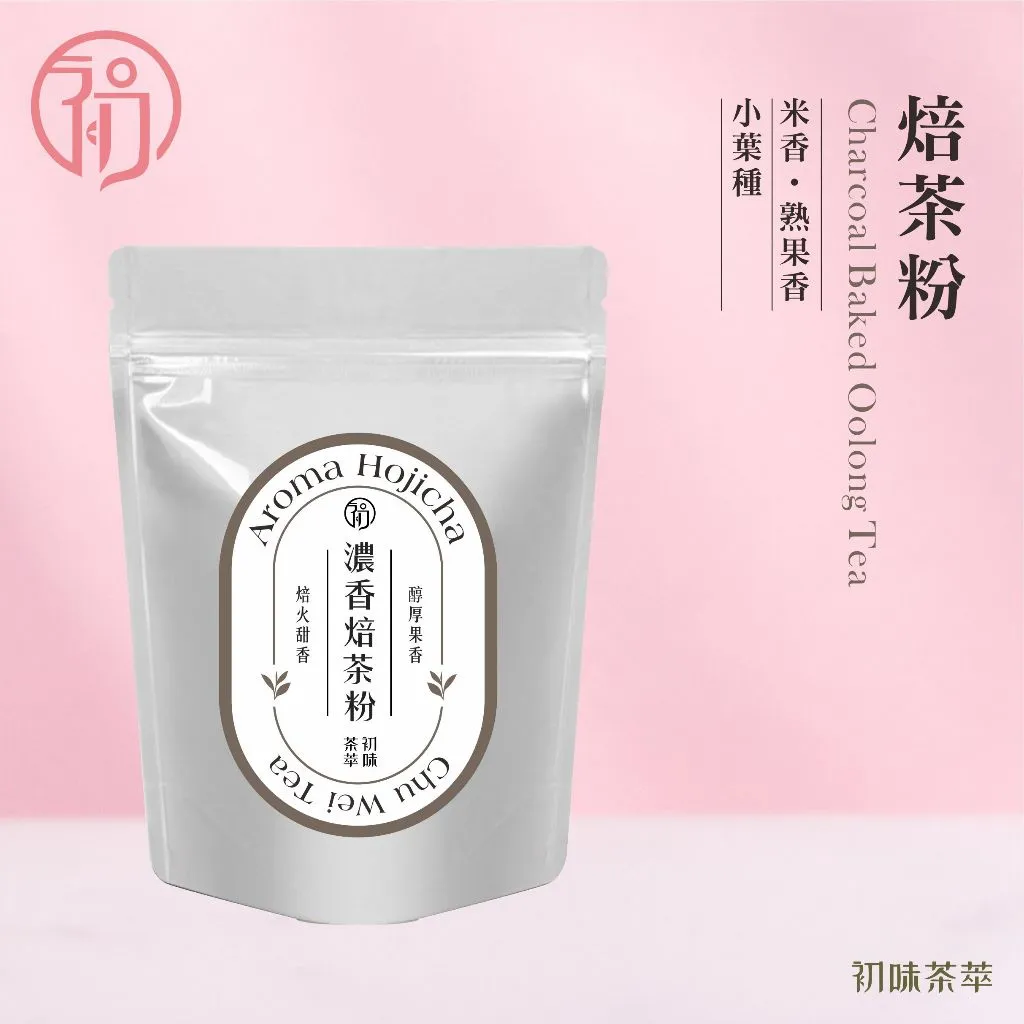 初
焙茶粉
Charcoal Baked Oolong Tea
米香・熟果香
小葉種
Aroma Hojicha
初
濃香焙茶粉
醇厚果香
焙火甜香
初味
茶萃
Chu Wei Tea
初味茶萃